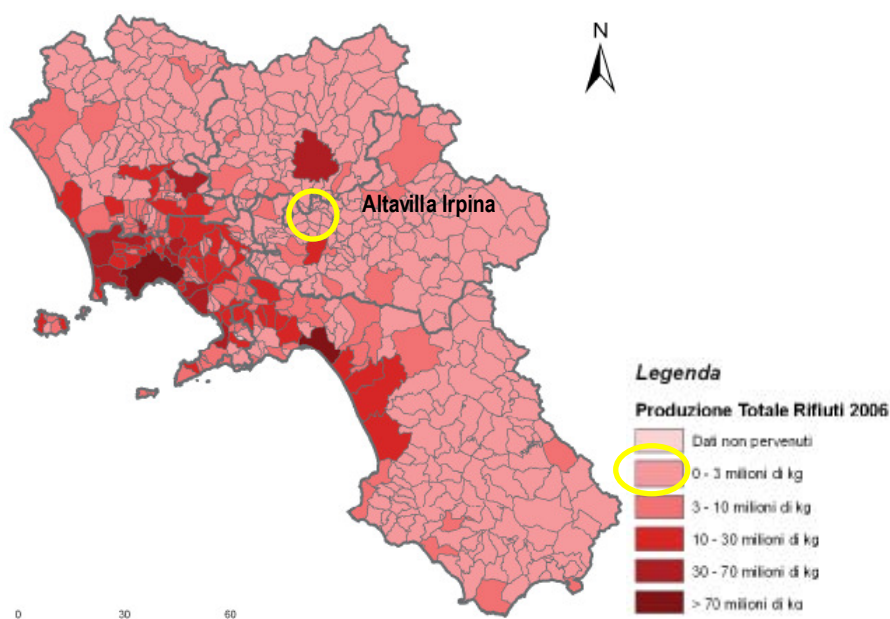 N
Altavilla Irpina
Legenda
Produzione Totale Rifiuti 2006
Dati non pervenuti
0 - 3 milioni di kg
3 - 10 milioni di kg
10 - 30 milioni di kg
30 - 70 milioni di kg
> 70 milioni di kg
0 30 60